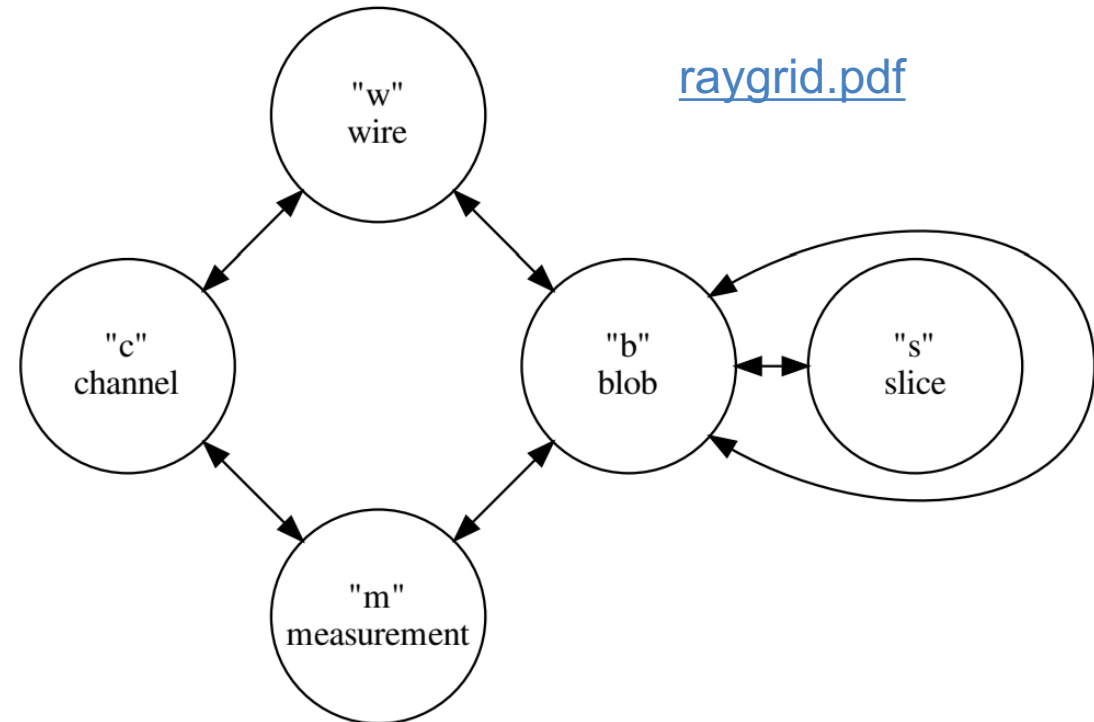 "w"
wire
raygrid.pdf
"c"
channel
"b"
blob
"s"
slice
"m"
measurement